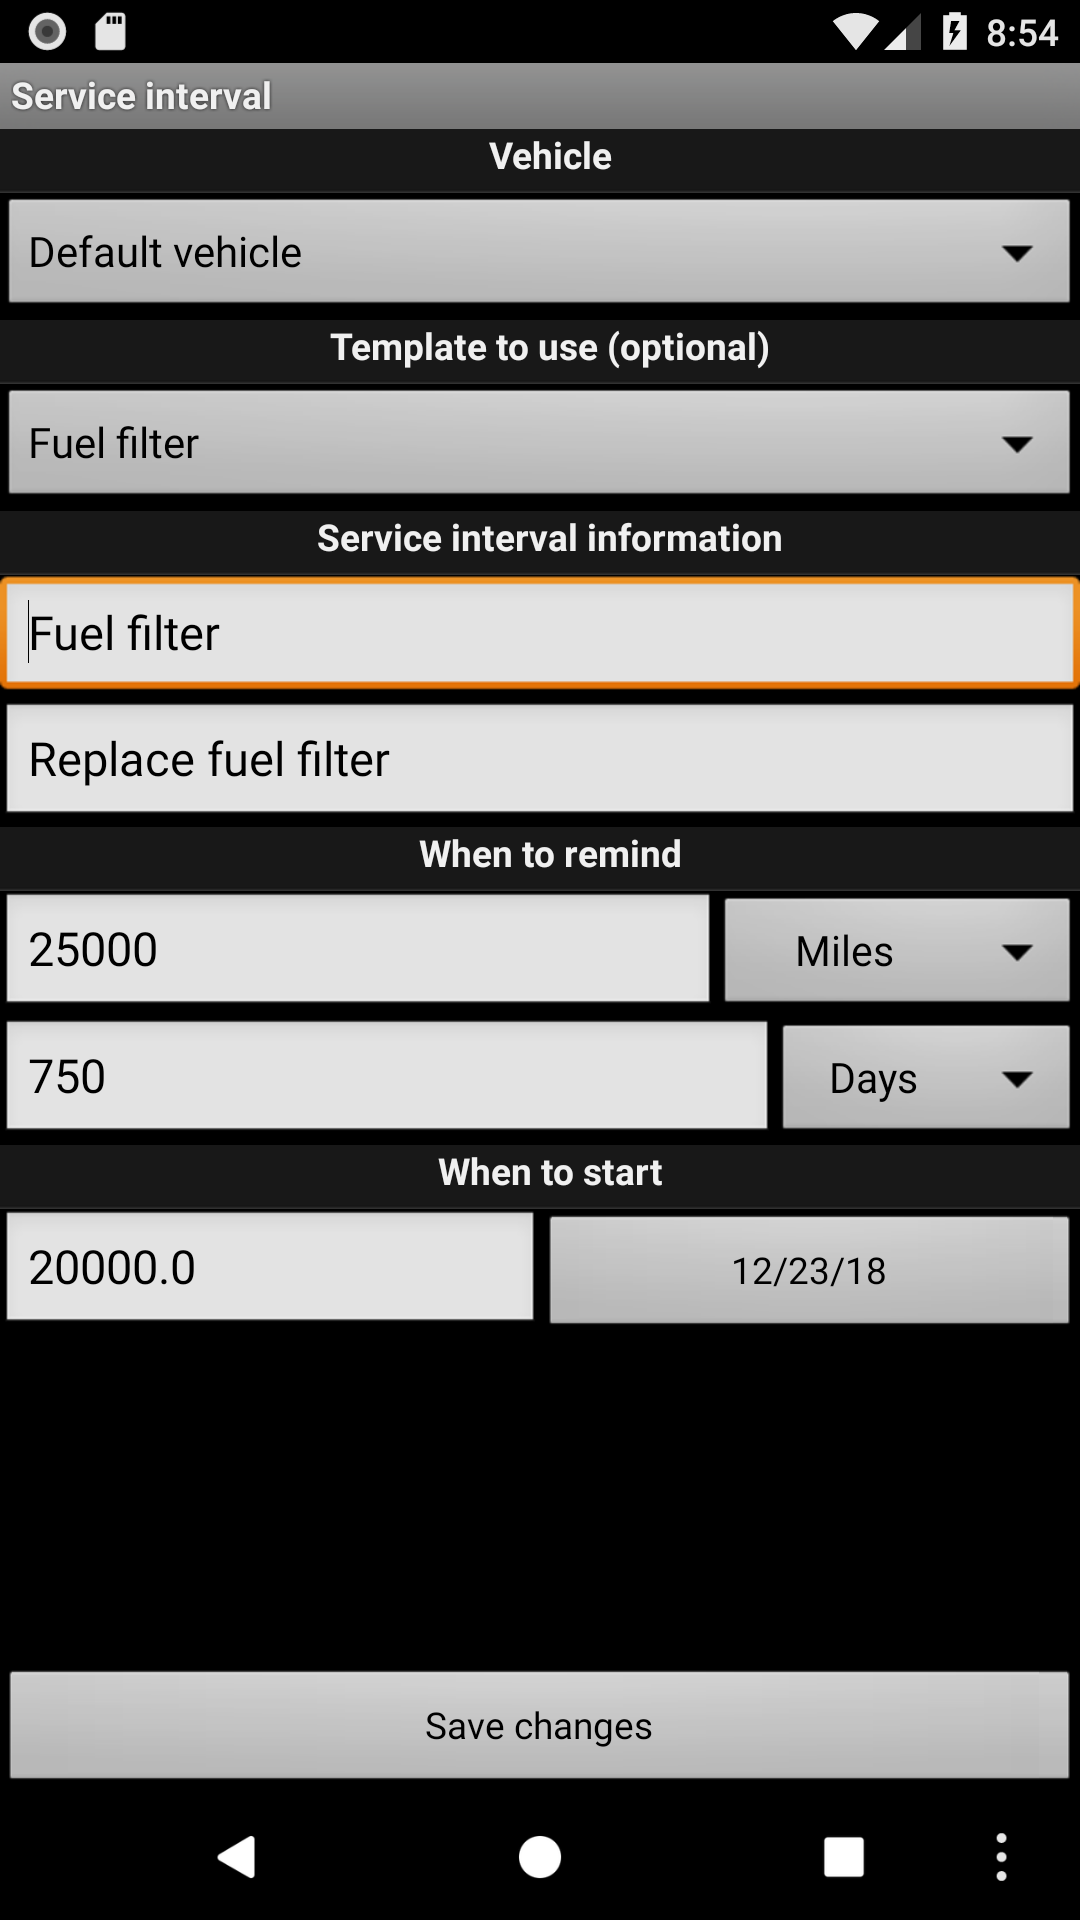 8:54
Service interval
Vehicle
Default vehicle
Template to use (optional)
Fuel filter
Service interval information
Fuel filter
Replace fuel filter
When to remind
25000 Miles
750 Days
When to start
20000.0 12/23/18
Save changes